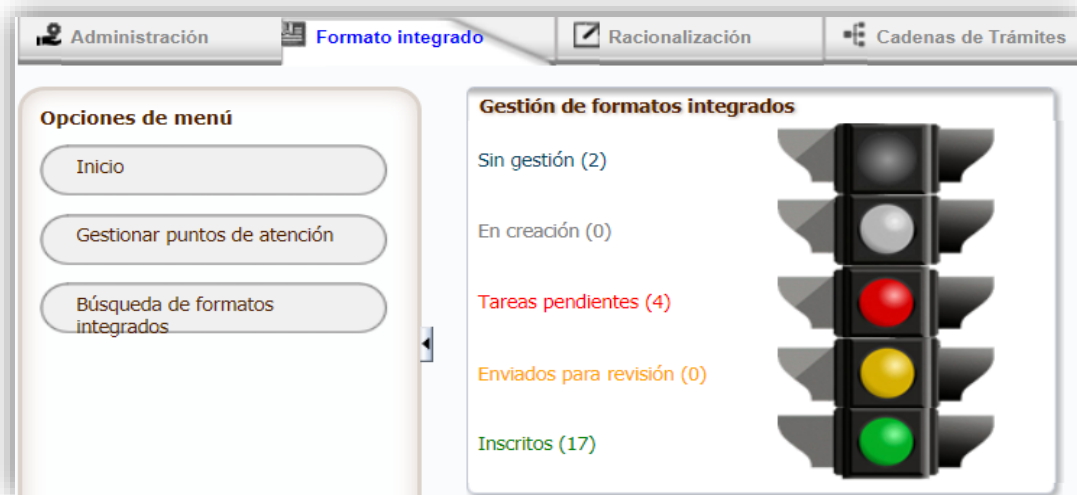 Administración
Formato integrado
Racionalización
Cadenas de Trámites
Opciones de menú
Inicio
Gestionar puntos de atención
Búsqueda de formatos
integrados
Gestión de formatos integrados
Sin gestión (2)
En creación (0)
Tareas pendientes (4)
Enviados para revisión (0)
Inscritos (17)